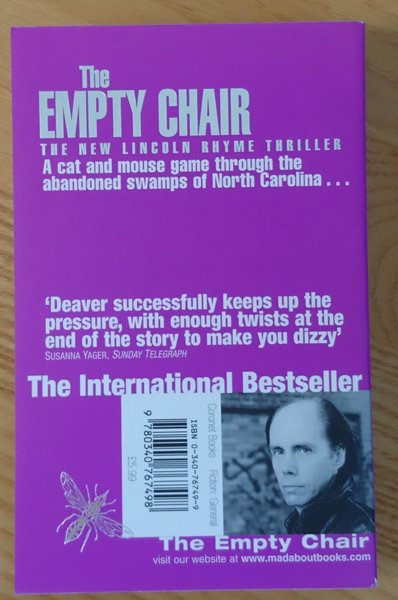 The
EMPTY CHAIR
THE NEW LINCOLN RHYME THRILLER
A cat and mouse game through the
abandoned swamps of North Carolina...
‘Deaver successfully keeps up the
pressure, with enough twists at the
end of the story to make you dizzy’
SUSANNA YAGER, SUNDAY TELEGRAPH
The International Bestseller
Coronet Books Fiction: General
ISBN 0-340-76749-9
9 780340 767498
£5.99
The Empty Chair
visit our website at www.madaboutbooks.com